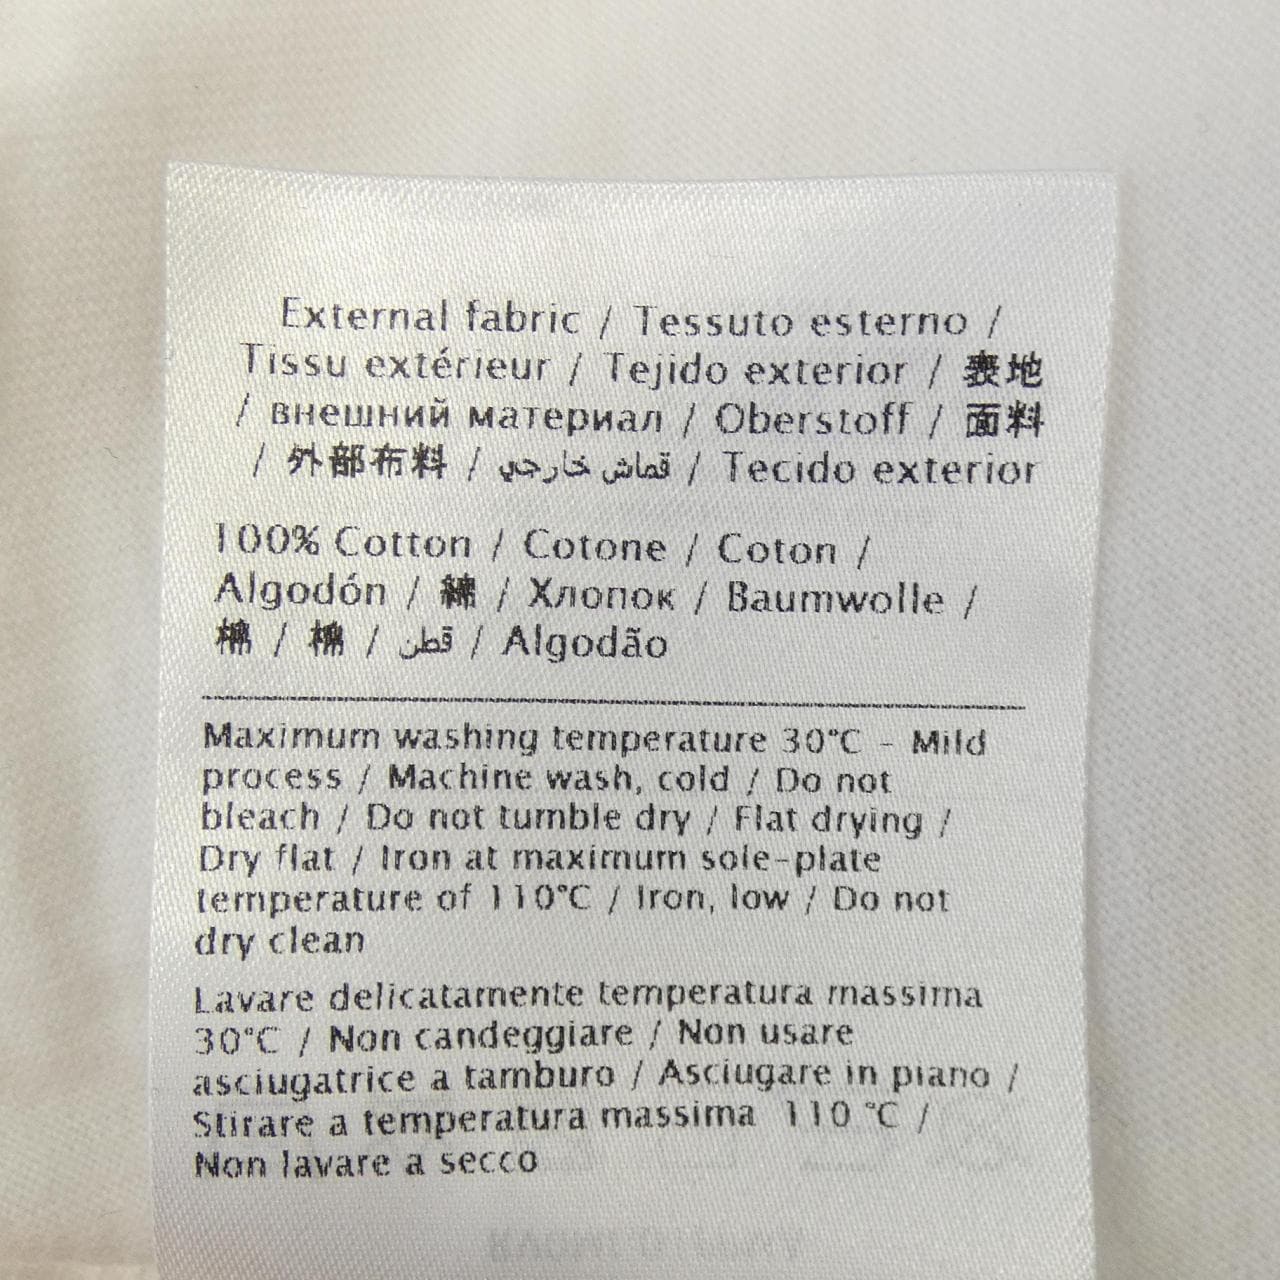 External fabric / Tessuto esterno /
Tissu extérieur / Tejido exterior / 表地
/ внешний материал / Oberstoff / 面料
/ 外部布料 / قماش خارجي / Tecido exterior
100% Cotton / Cotone / Coton /
Algodón / 綿 / Хлопок / Baumwolle /
棉 / 棉 / قطن / Algodão
Maximum washing temperature 30°C - Mild
process / Machine wash, cold / Do not
bleach / Do not tumble dry / Flat drying /
Dry flat / Iron at maximum sole-plate
temperature of 110°C / Iron, low / Do not
dry clean
Lavare delicatamente temperatura massima
30°C / Non candeggiare / Non usare
asciugatrice a tamburo / Asciugare in piano /
Stirare a temperatura massima 110 °C /
Non lavare a secco